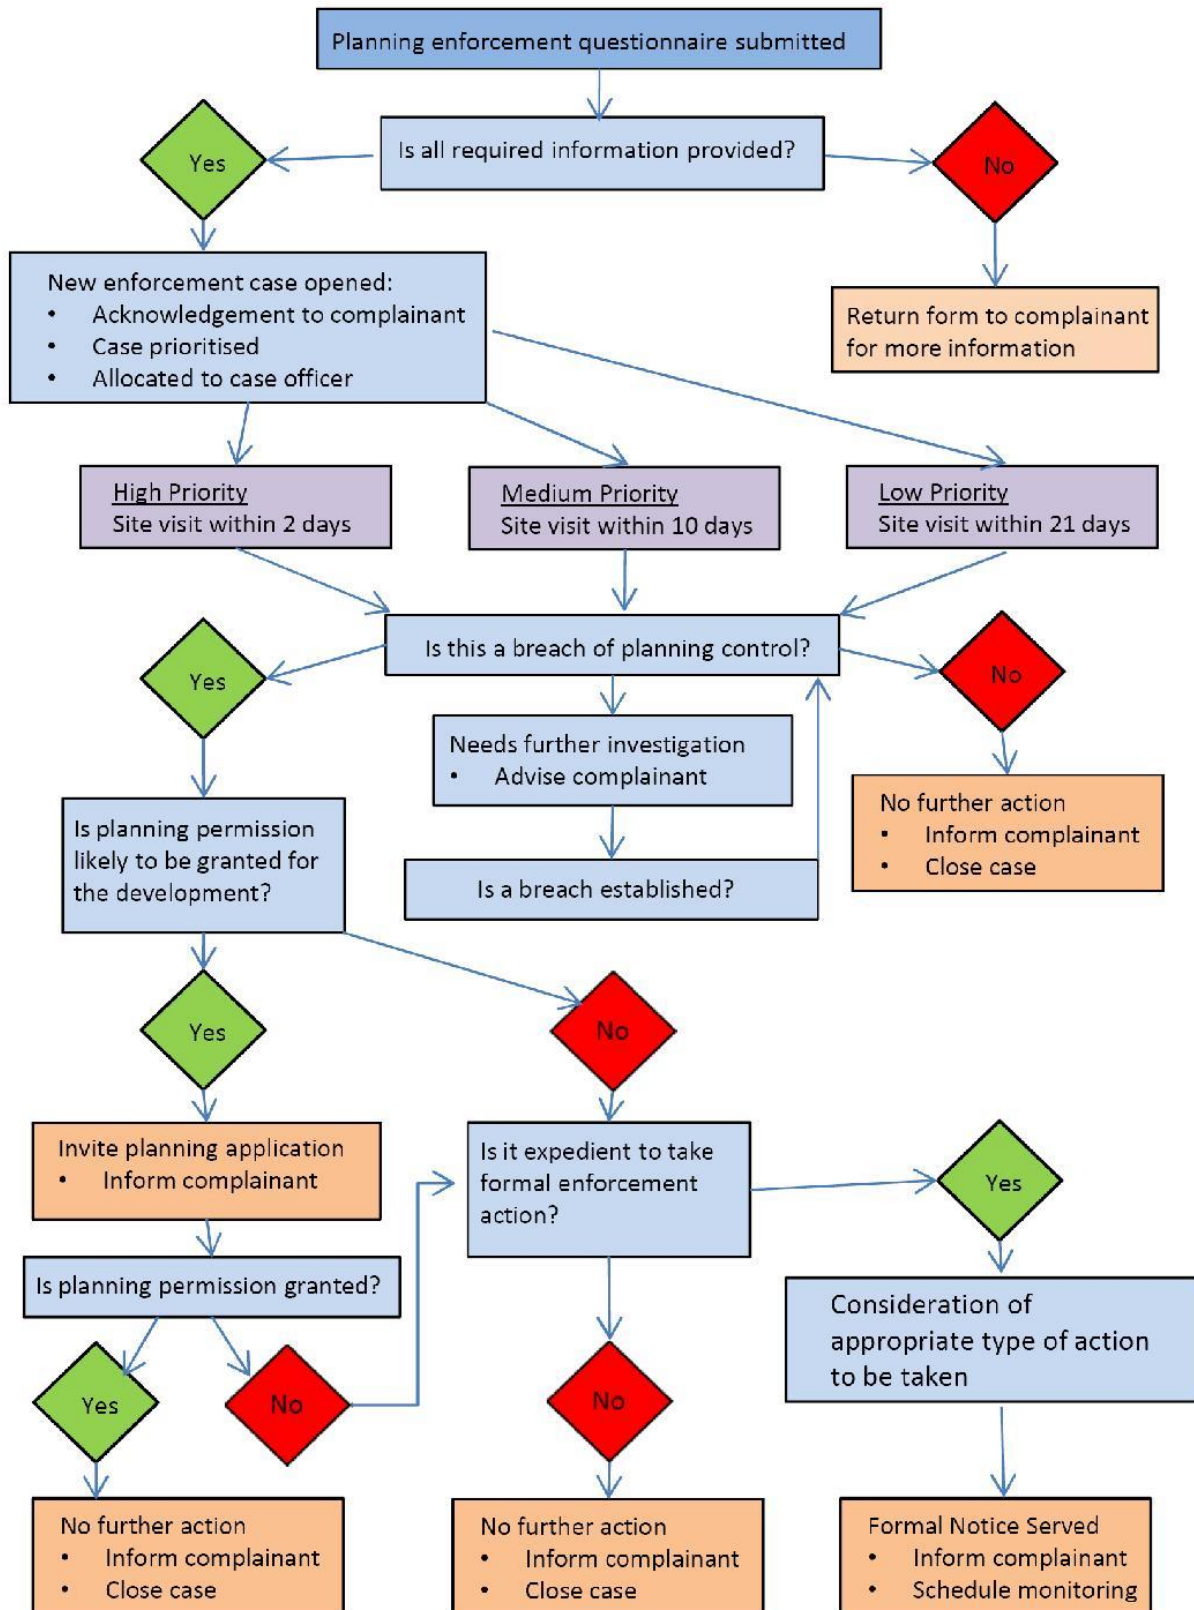 Planning enforcement questionnaire submitted
Yes
Is all required information provided?
No
New enforcement case opened:
• Acknowledgement to complainant
• Case prioritised
• Allocated to case officer
Return form to complainant
for more information
High Priority
Site visit within 2 days
Medium Priority
Site visit within 10 days
Low Priority
Site visit within 21 days
Is this a breach of planning control?
Yes
No
Needs further investigation
• Advise complainant
No further action
• Inform complainant
• Close case
Is planning permission
likely to be granted for
the development?
Is a breach established?
Yes
No
Invite planning application
• Inform complainant
Is it expedient to take
formal enforcement
action?
Yes
Is planning permission granted?
Consideration of
appropriate type of action
to be taken
Yes
No
No
No further action
• Inform complainant
• Close case
No further action
• Inform complainant
• Close case
Formal Notice Served
• Inform complainant
• Schedule monitoring